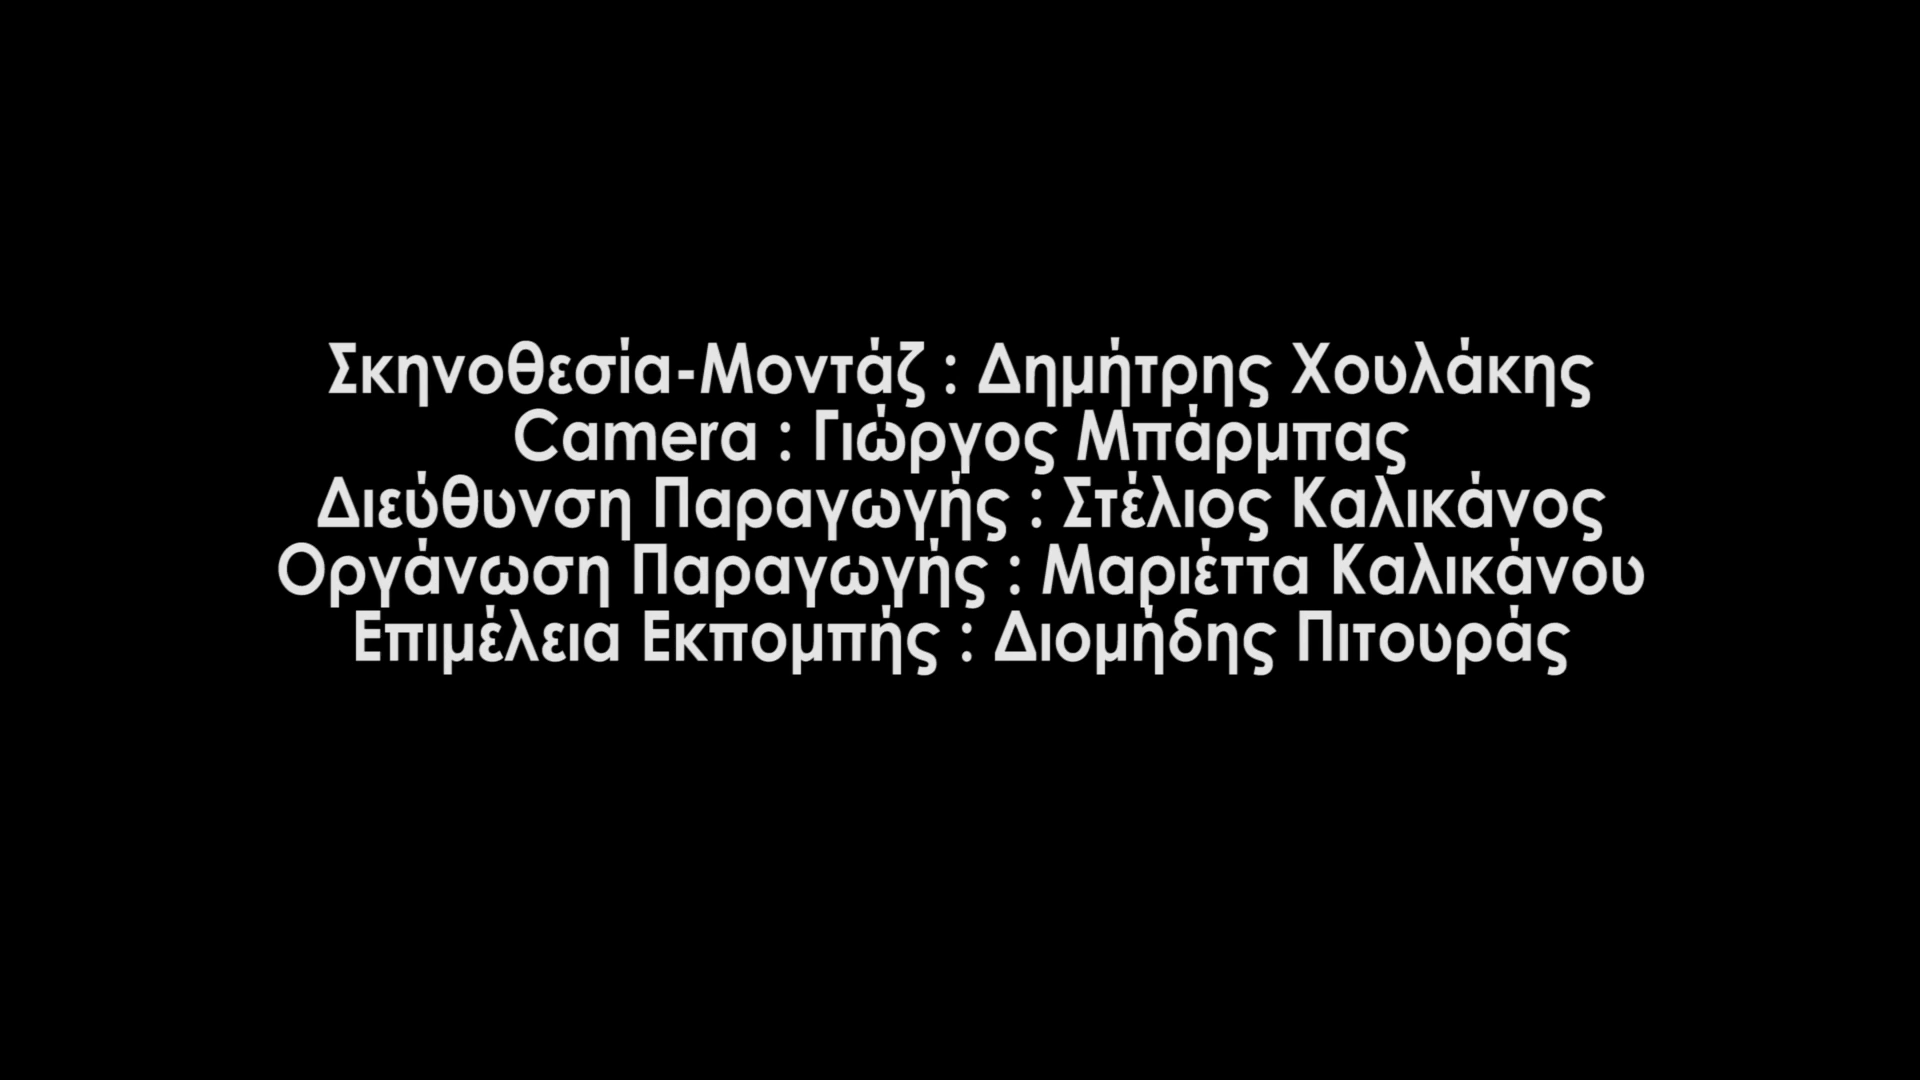 Σκηνοθεσία-Μοντάζ : Δημήτρης Χουλάκης
Camera : Γιώργος Μπάρμπας
Διεύθυνση Παραγωγής : Στέλιος Καλικάνος
Οργάνωση Παραγωγής : Μαριέττα Καλικάνου
Επιμέλεια Εκπομπής : Διομήδης Πιτουράς